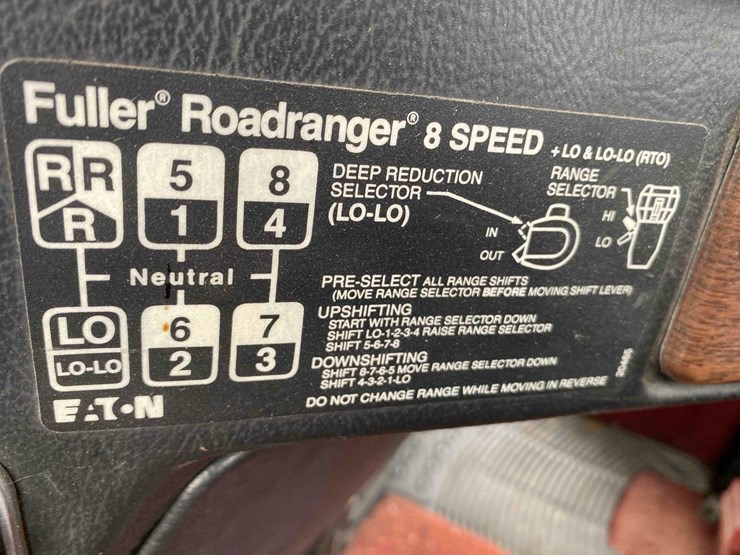 Fuller® Roadranger® 8 SPEED + LO & LO-LO (RTO)
R R 5 8
R 1 4
Neutral
LO 6 7
LO-LO 2 3
EATON
DEEP REDUCTION
SELECTOR
(LO-LO)
IN
OUT
RANGE
SELECTOR
HI
LO
PRE-SELECT ALL RANGE SHIFTS
(MOVE RANGE SELECTOR BEFORE MOVING SHIFT LEVER)
UPSHIFTING
START WITH RANGE SELECTOR DOWN
SHIFT LO-1-2-3-4 RAISE RANGE SELECTOR
SHIFT 5-6-7-8
DOWNSHIFTING
SHIFT 8-7-6-5 MOVE RANGE SELECTOR DOWN
SHIFT 4-3-2-1-LO
DO NOT CHANGE RANGE WHILE MOVING IN REVERSE